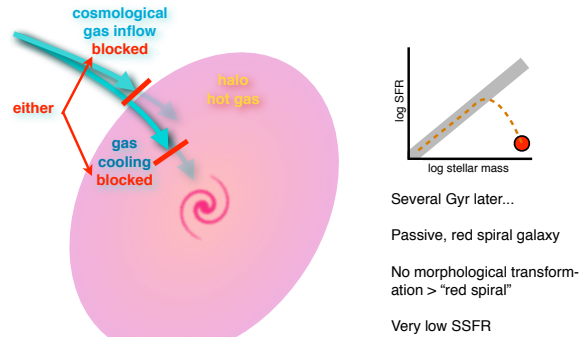 cosmological
gas inflow
blocked
either
halo
hot gas
gas
cooling
blocked
log SFR
log stellar mass
Several Gyr later...
Passive, red spiral galaxy
No morphological transform-
ation > “red spiral”
Very low SSFR